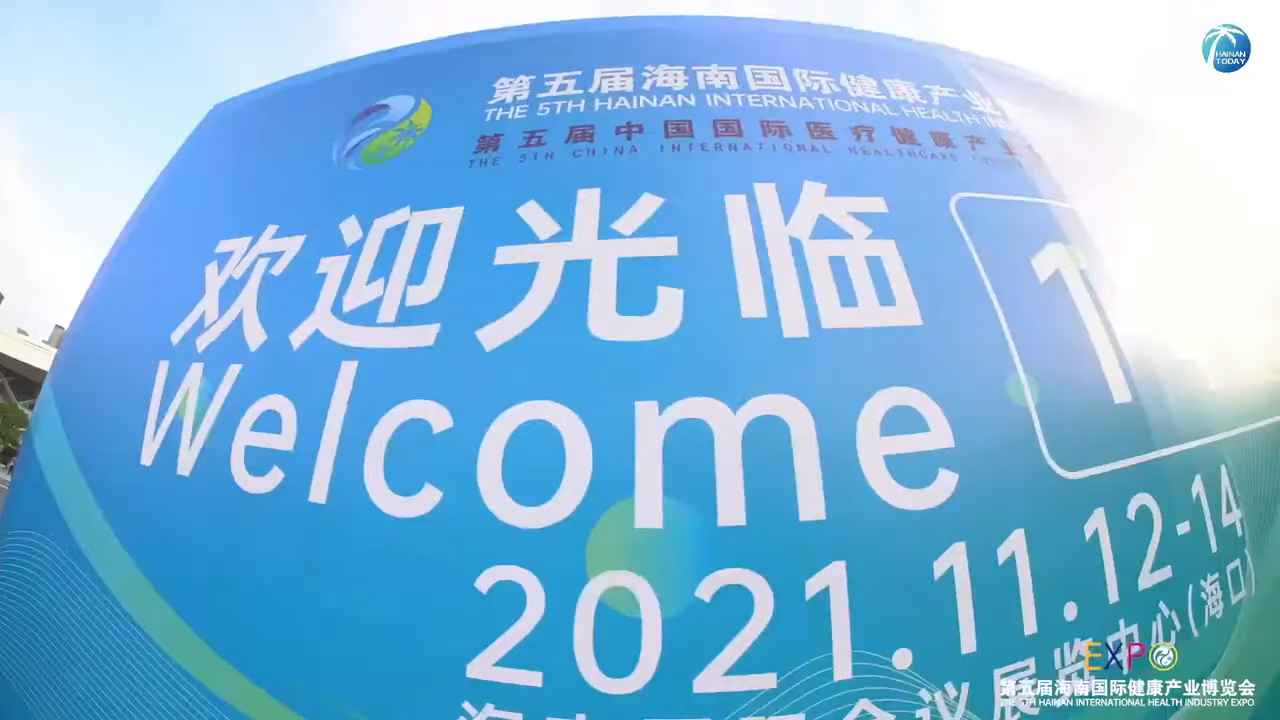 HAINAN
TODAY
第五届海南国际健康产业
THE 5TH HAINAN INTERNATIONAL HEALTH IN
第五届中国国际医疗健康产业
THE 5TH CHINA INTERNATIONAL HEALTHCARE
欢迎光临
1
Welcome
2021.11.12-14
会议展览中心(海口)
EXPO
第五届海南国际健康产业博览会
THE 5TH HAINAN INTERNATIONAL HEALTH INDUSTRY EXPO